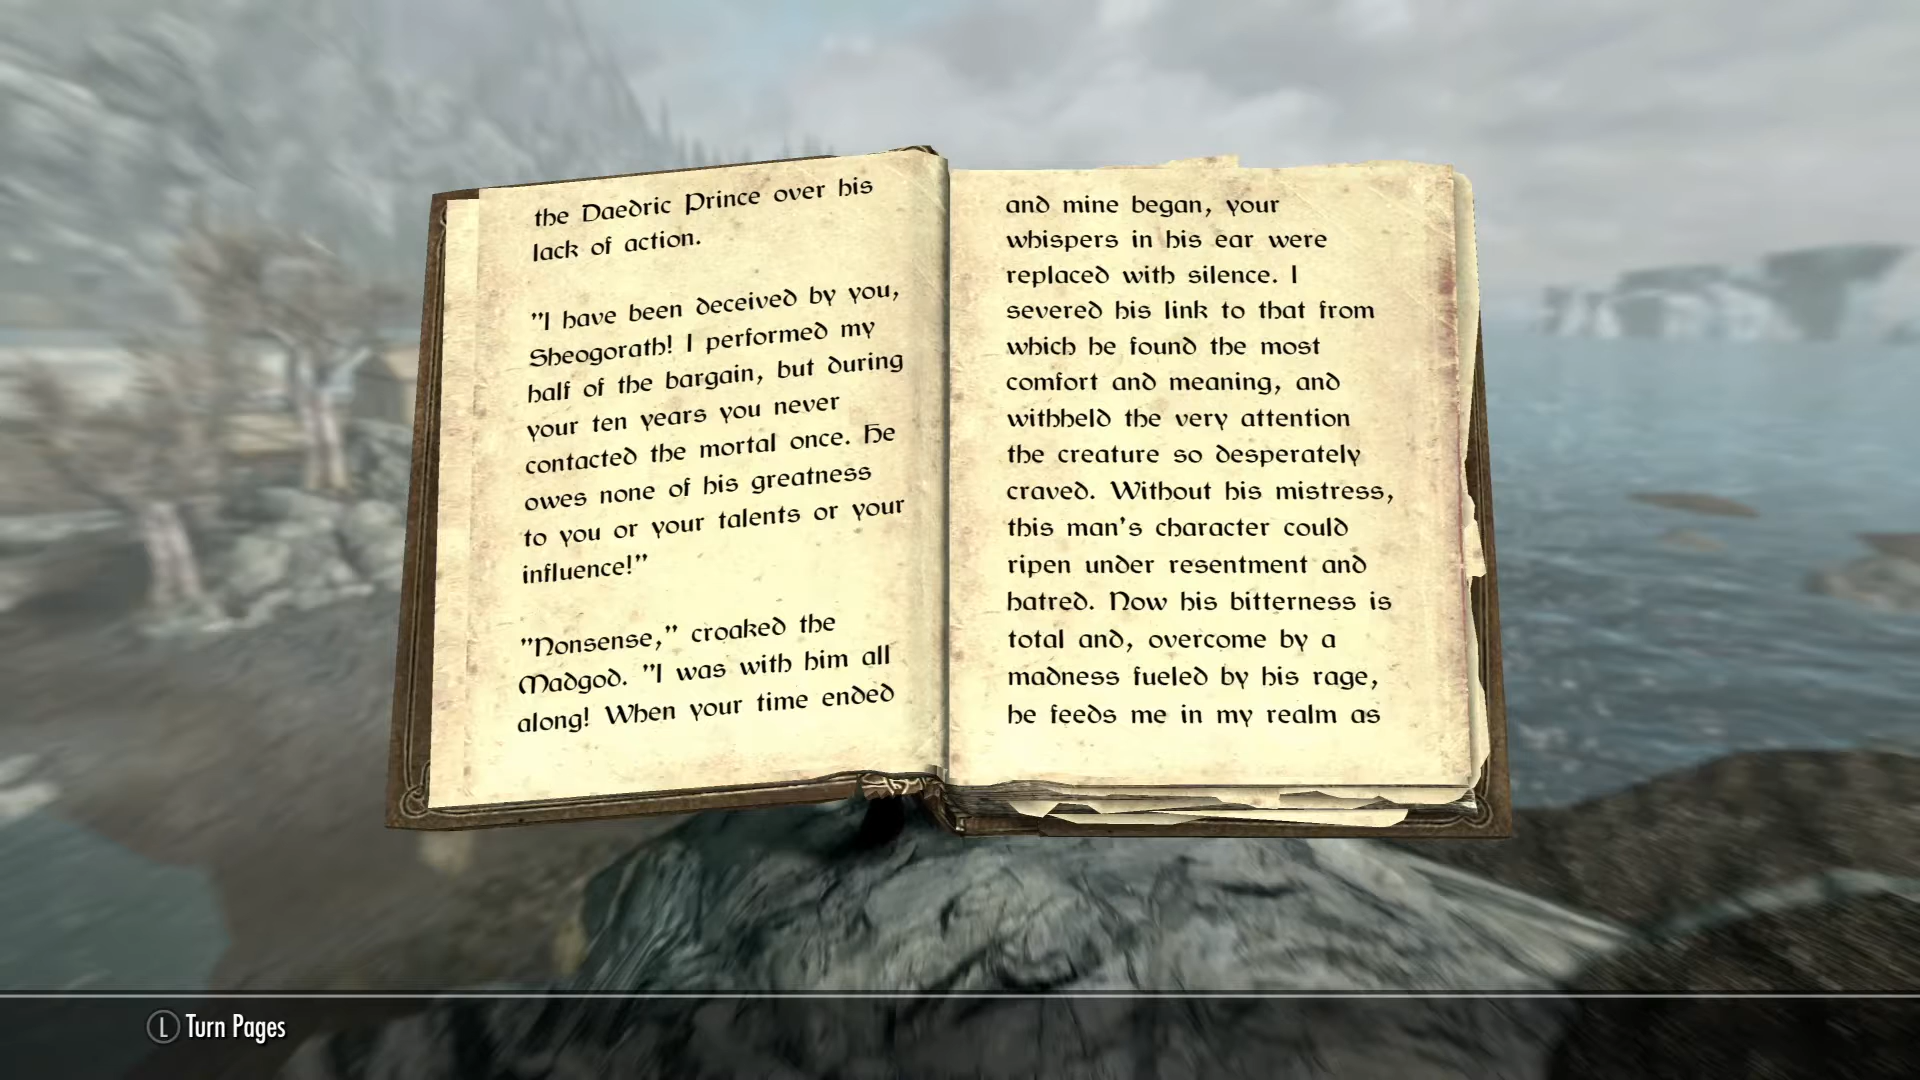 the Daedric Prince over his
lack of action.
"I have been deceived by you,
Sheogorath! I performed my
half of the bargain, but during
your ten years you never
contacted the mortal once. He
owes none of his greatness
to you or your talents or your
influence!"
"Nonsense," croaked the
Madgod. "I was with him all
along! When your time ended
and mine began, your
whispers in his ear were
replaced with silence. I
severed his link to that from
which he found the most
comfort and meaning, and
withheld the very attention
the creature so desperately
craved. Without his mistress,
this man's character could
ripen under resentment and
hatred. Now his bitterness is
total and, overcome by a
madness fueled by his rage,
he feeds me in my realm as
L Turn Pages